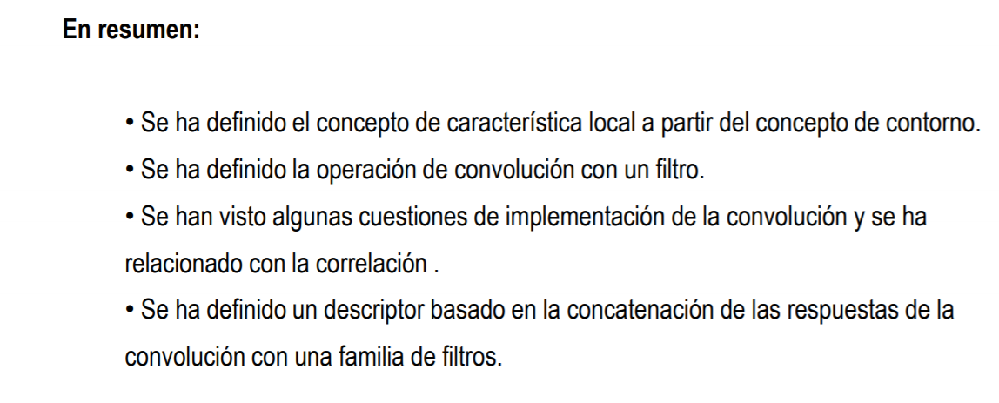 En resumen:
• Se ha definido el concepto de característica local a partir del concepto de contorno.
• Se ha definido la operación de convolución con un filtro.
• Se han visto algunas cuestiones de implementación de la convolución y se ha
relacionado con la correlación .
• Se ha definido un descriptor basado en la concatenación de las respuestas de la
convolución con una familia de filtros.